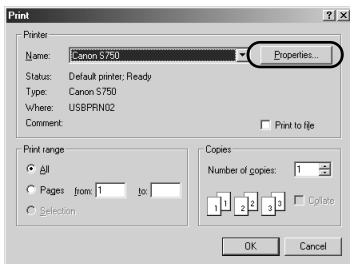 Print
Printer
Name: Canon S750 Properties...
Status: Default printer; Ready
Type: Canon S750
Where: USBPRN02
Comment: Print to file
Print range
All
Pages from: 1 to:
Selection
Copies
Number of copies: 1
1 1 2 2 3 3 Collate
OK Cancel